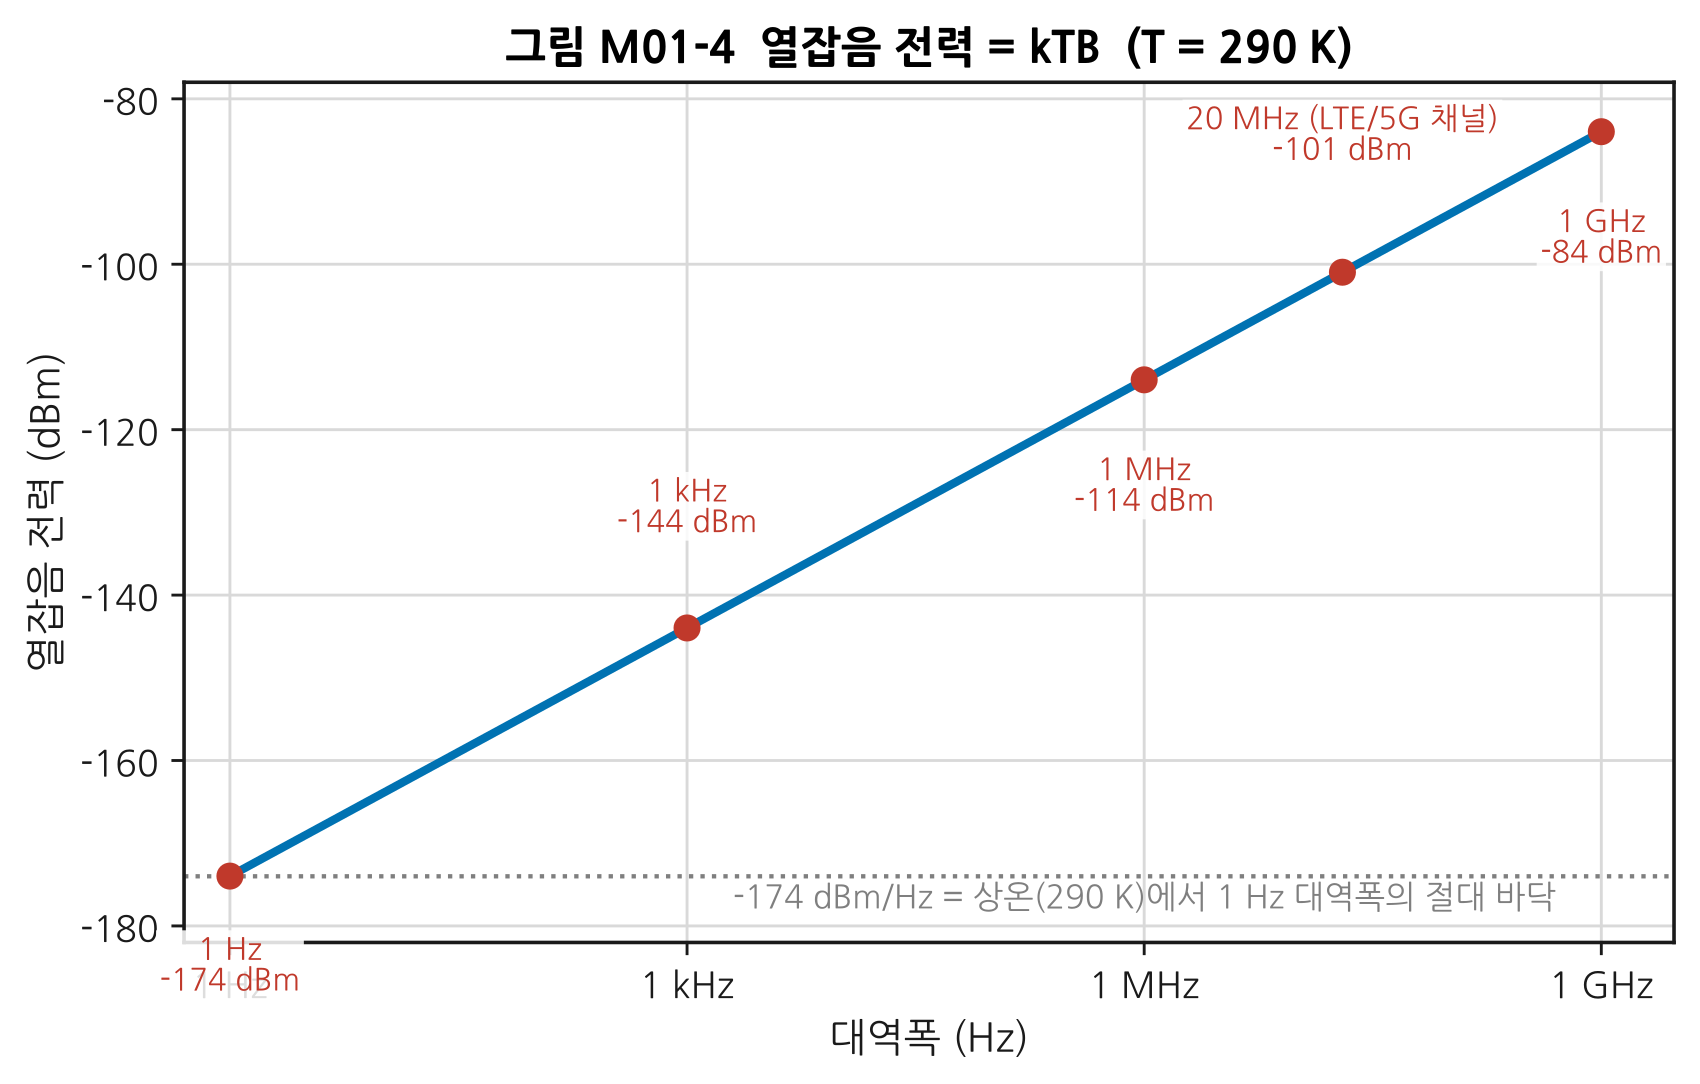 그림 M01-4 열잡음 전력 = kTB (T = 290 K)
열잡음 전력 (dBm)
-80
-100
-120
-140
-160
-180
20 MHz (LTE/5G 채널)
-101 dBm
1 GHz
-84 dBm
1 kHz
-144 dBm
1 MHz
-114 dBm
-174 dBm/Hz = 상온(290 K)에서 1 Hz 대역폭의 절대 바닥
1 Hz
-174 dBm
1 Hz
1 kHz
1 MHz
1 GHz
대역폭 (Hz)